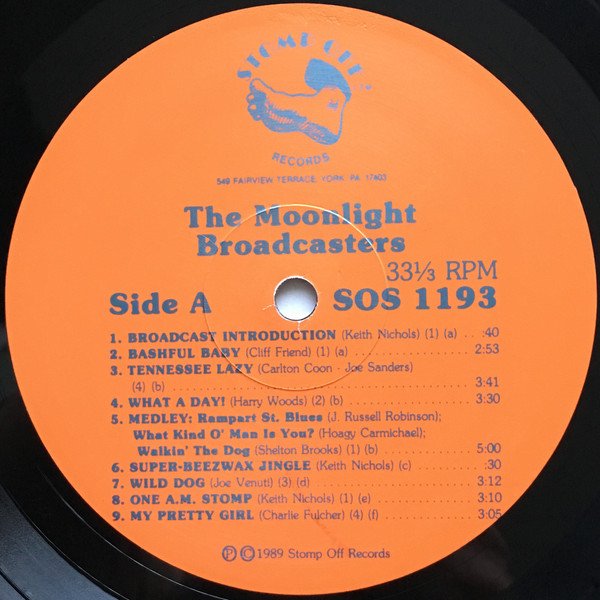 STOMP OFF
RECORDS
549 FAIRVIEW TERRACE, YORK, PA 17403
The Moonlight
Broadcasters
33⅓ RPM
Side A SOS 1193
1. BROADCAST INTRODUCTION (Keith Nichols) (1) (a) .. :40
2. BASHFUL BABY (Cliff Friend) (1) (a) .................. 2:53
3. TENNESSEE LAZY (Carlton Coon - Joe Sanders)
(4) (b) ................................................ 3:41
4. WHAT A DAY! (Harry Woods) (2) (b) ............... 3:30
5. MEDLEY: Rampart St. Blues (J. Russell Robinson);
What Kind O' Man Is You? (Hoagy Carmichael);
Walkin' The Dog (Shelton Brooks) (1) (b) ............ 5:00
6. SUPER-BEEZWAX JINGLE (Keith Nichols) (c) ....... :30
7. WILD DOG (Joe Venuti) (3) (d) ..................... 3:12
8. ONE A.M. STOMP (Keith Nichols) (1) (e) ........... 3:10
9. MY PRETTY GIRL (Charlie Fulcher) (4) (f) .......... 3:05
℗©1989 Stomp Off Records